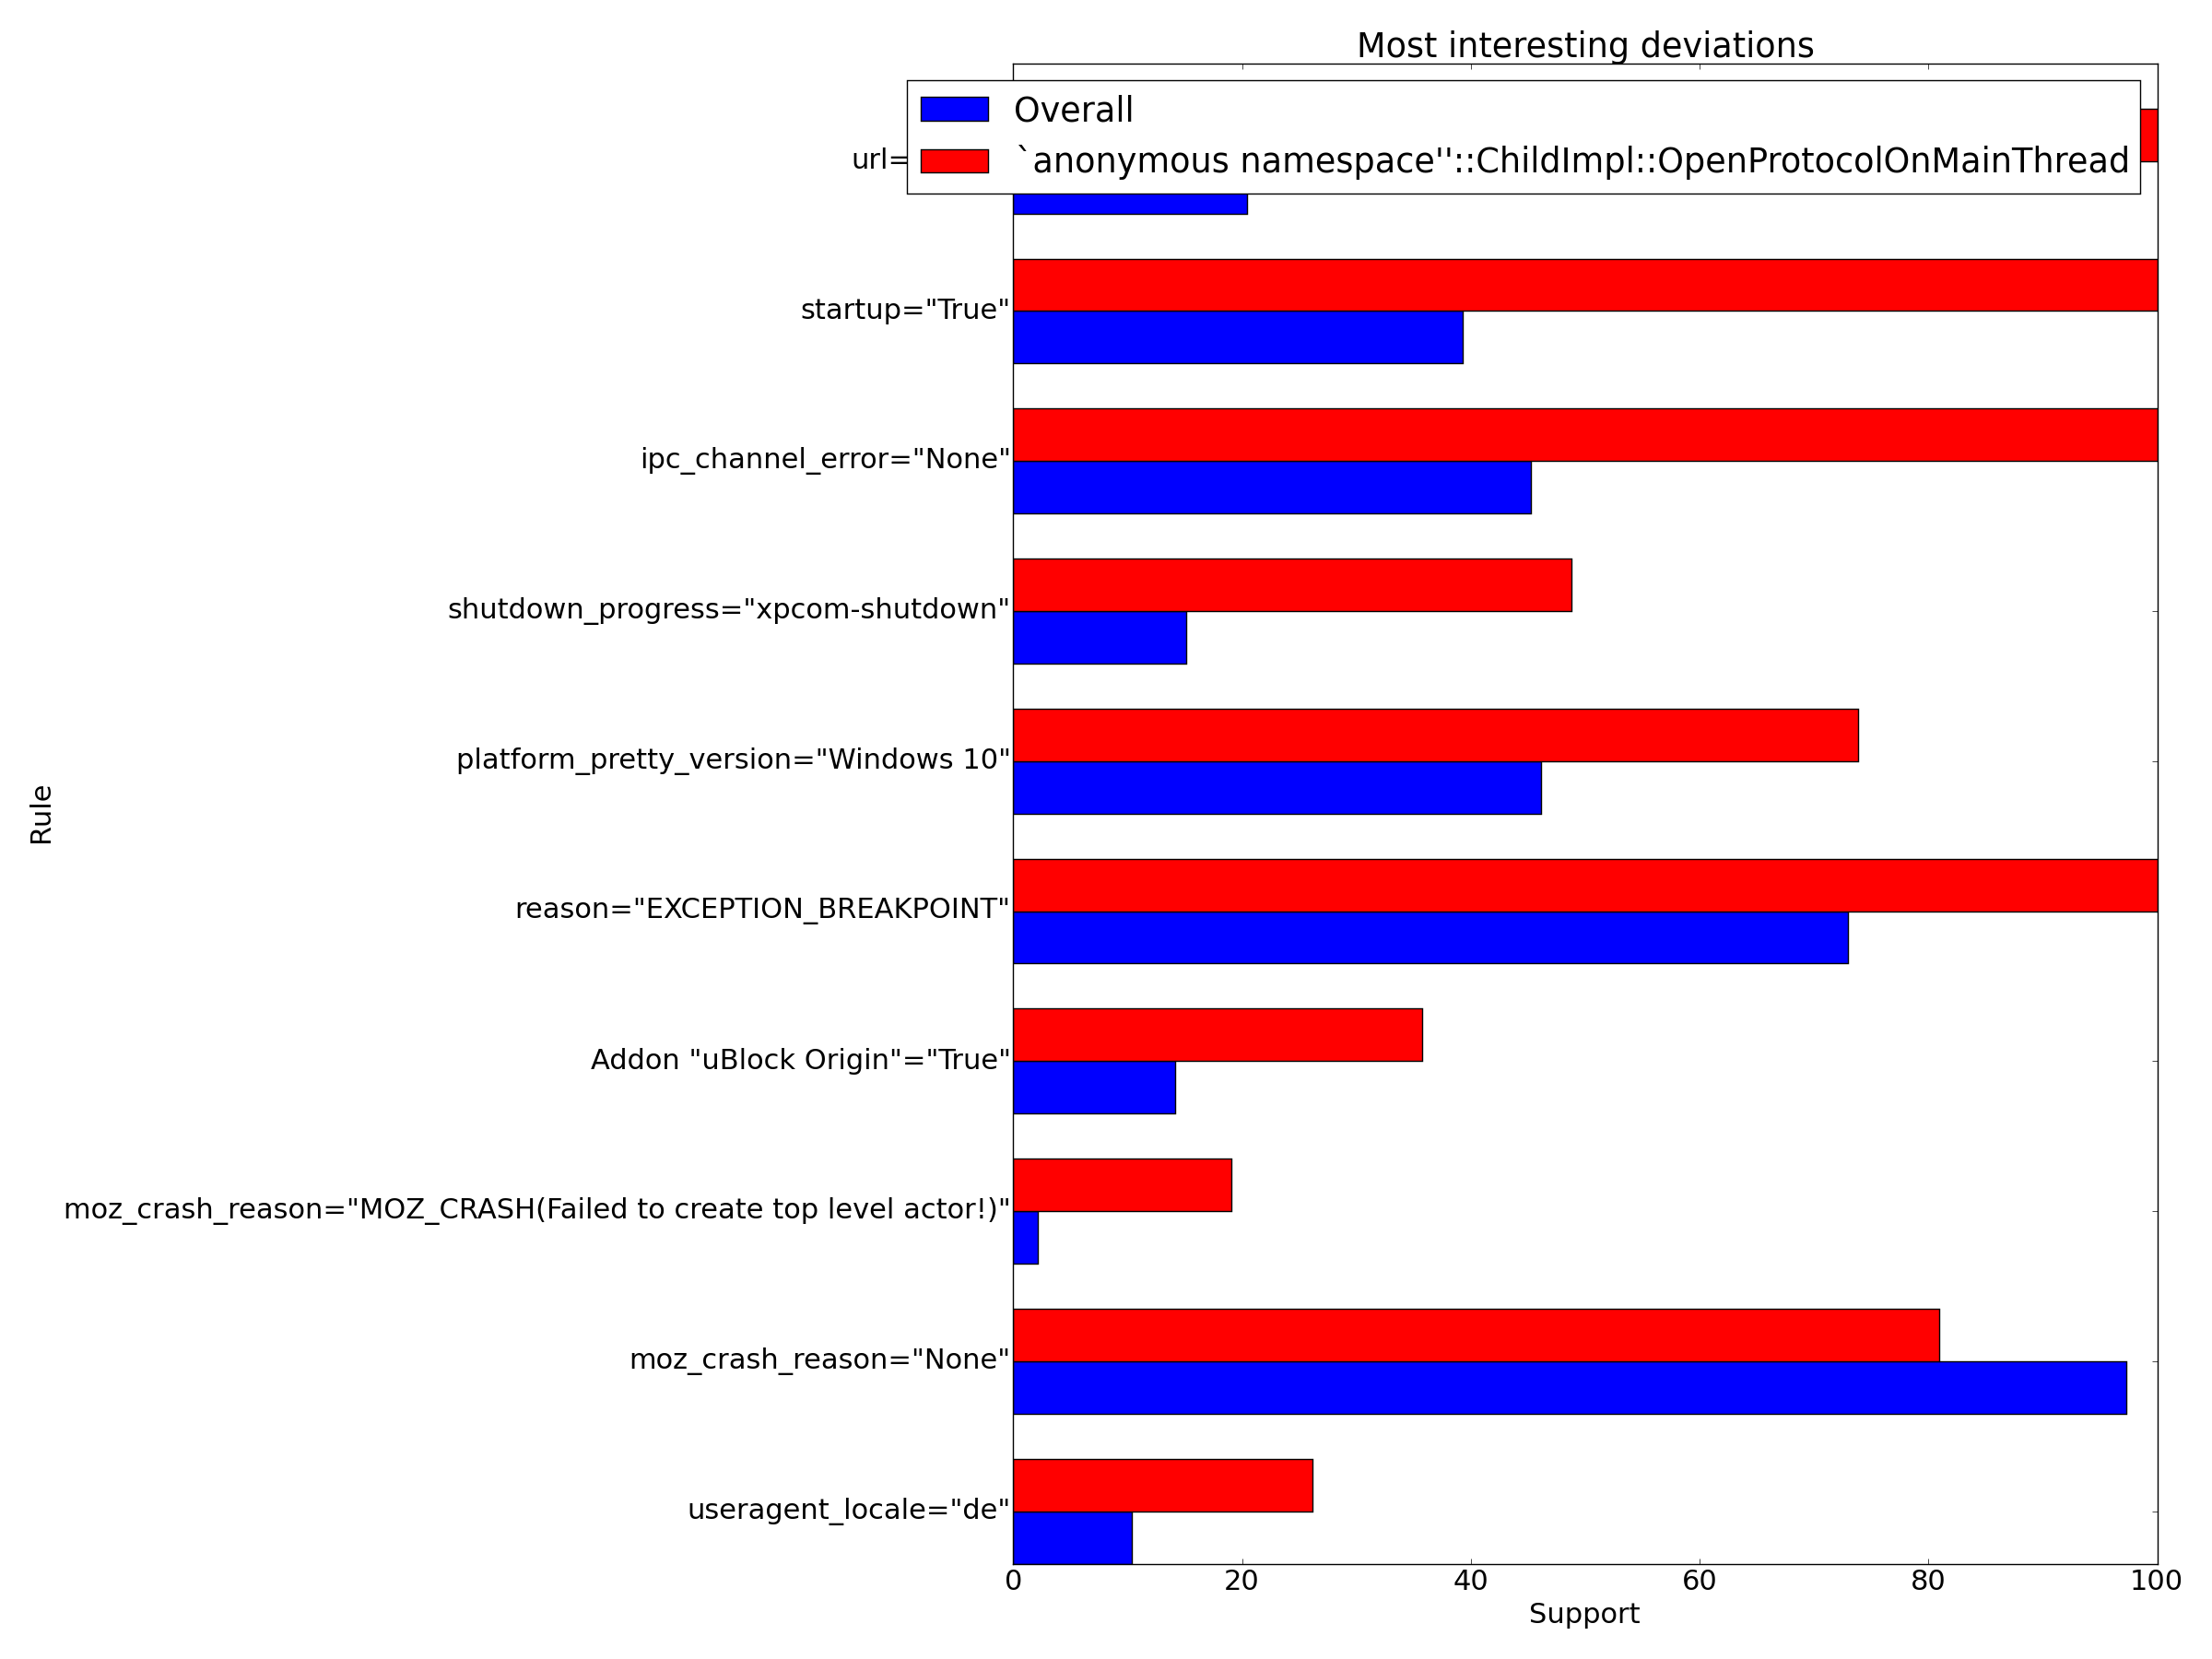 Most interesting deviations
Overall
`anonymous namespace''::ChildImpl::OpenProtocolOnMainThread
url=
startup="True"
ipc_channel_error="None"
shutdown_progress="xpcom-shutdown"
platform_pretty_version="Windows 10"
Rule
reason="EXCEPTION_BREAKPOINT"
Addon "uBlock Origin"="True"
moz_crash_reason="MOZ_CRASH(Failed to create top level actor!)"
moz_crash_reason="None"
useragent_locale="de"
0 20 40 60 80 100
Support